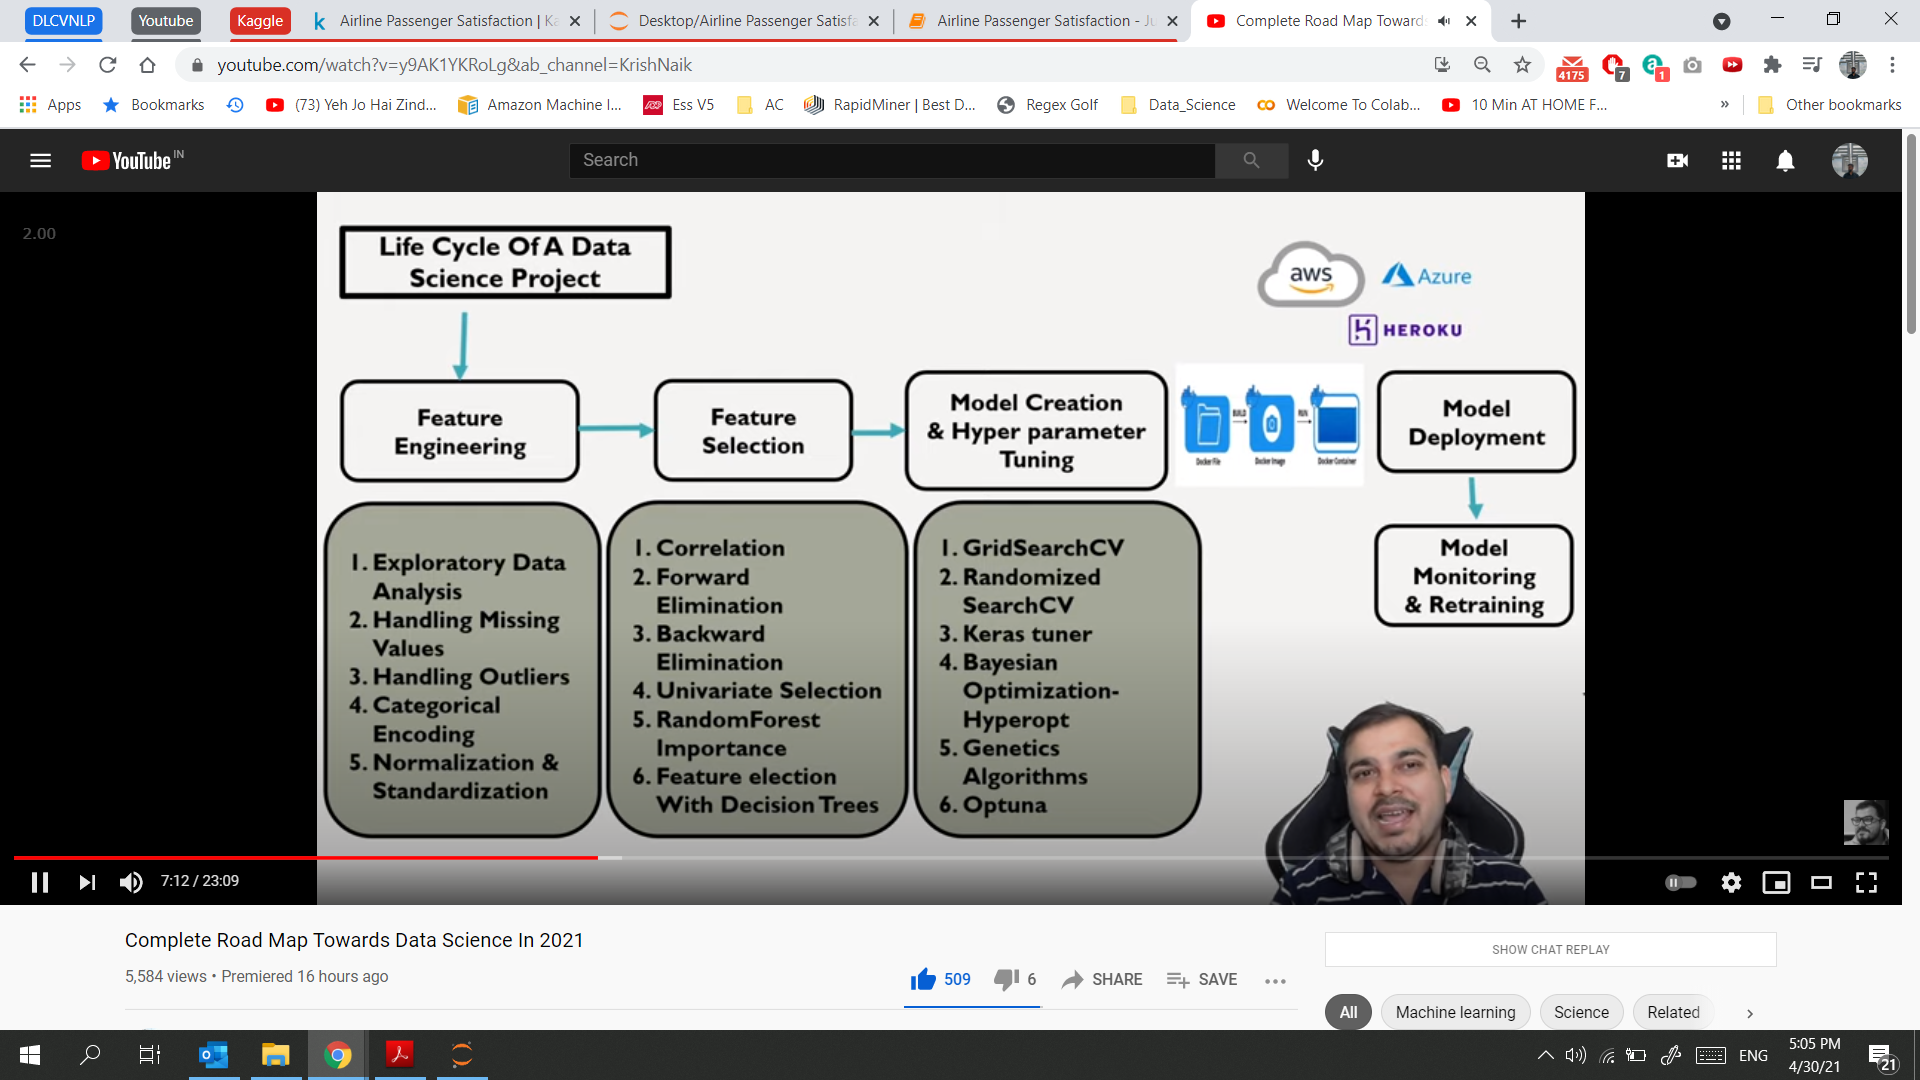 DLCVNLP
Youtube
Kaggle
Airline Passenger Satisfaction | Ka
Desktop/Airline Passenger Satisfa
Airline Passenger Satisfaction - Ju
Complete Road Map Towards
youtube.com/watch?v=y9AK1YKRoLg&ab_channel=KrishNaik
4175
7
1
Apps
Bookmarks
(73) Yeh Jo Hai Zind...
Amazon Machine I...
Ess V5
AC
RapidMiner | Best D...
Regex Golf
Data_Science
Welcome To Colab...
10 Min AT HOME F...
»
Other bookmarks
YouTube IN
Search
2.00
Life Cycle Of A Data
Science Project
aws
Azure
HEROKU
Feature
Engineering
Feature
Selection
Model Creation
& Hyper parameter
Tuning
BUILD
RUN
Docker File
Docker Image
Docker Container
Model
Deployment
Model
Monitoring
& Retraining
1. Exploratory Data
Analysis
2. Handling Missing
Values
3. Handling Outliers
4. Categorical
Encoding
5. Normalization &
Standardization
1. Correlation
2. Forward
Elimination
3. Backward
Elimination
4. Univariate Selection
5. RandomForest
Importance
6. Feature election
With Decision Trees
1. GridSearchCV
2. Randomized
SearchCV
3. Keras tuner
4. Bayesian
Optimization-
Hyperopt
5. Genetics
Algorithms
6. Optuna
7:12 / 23:09
Complete Road Map Towards Data Science In 2021
5,584 views • Premiered 16 hours ago
509
6
SHARE
SAVE
SHOW CHAT REPLAY
All
Machine learning
Science
Related
ENG
5:05 PM
4/30/21
21